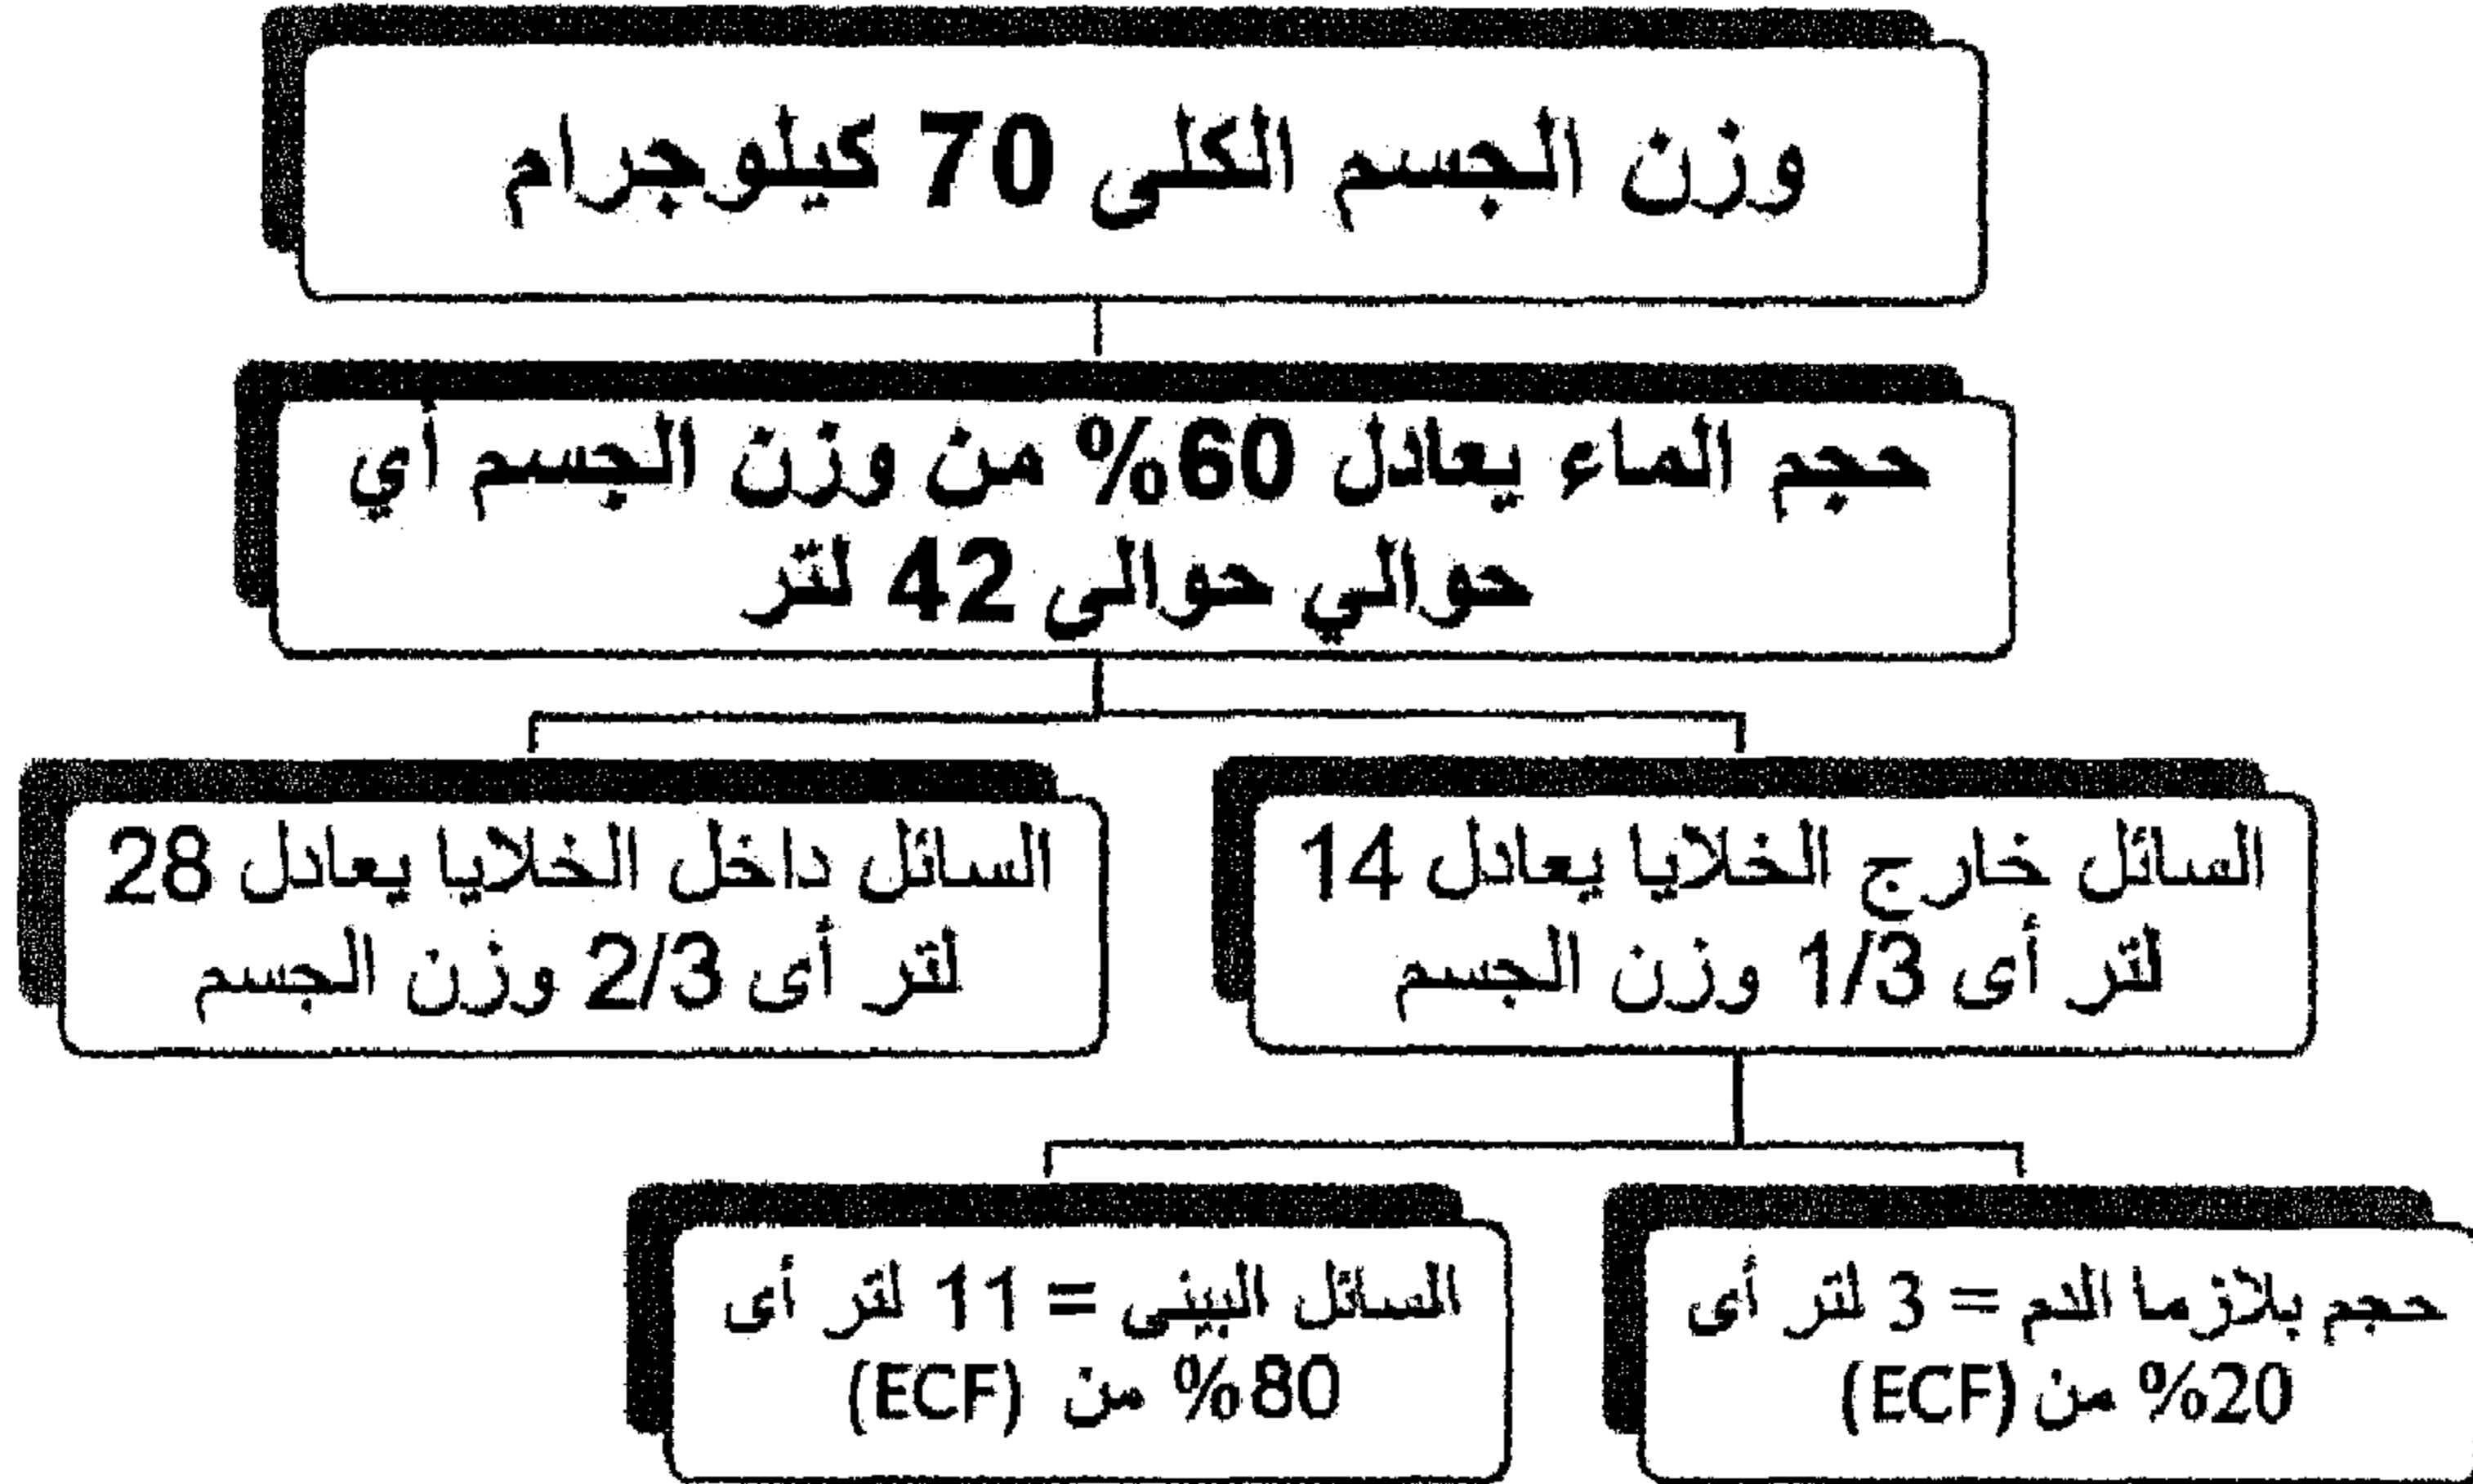 وزن الجسم الكلى 70 كيلوجرام
حجم الماء يعادل 60% من وزن الجسم أي
حوالي حوالى 42 لتر
السائل خارج الخلايا يعادل 14
لتر أى 1/3 وزن الجسم
السائل داخل الخلايا يعادل 28
لتر أى 2/3 وزن الجسم
حجم بلازما الدم = 3 لتر أى
20% من (ECF)
السائل البينى = 11 لتر أى
80% من (ECF)